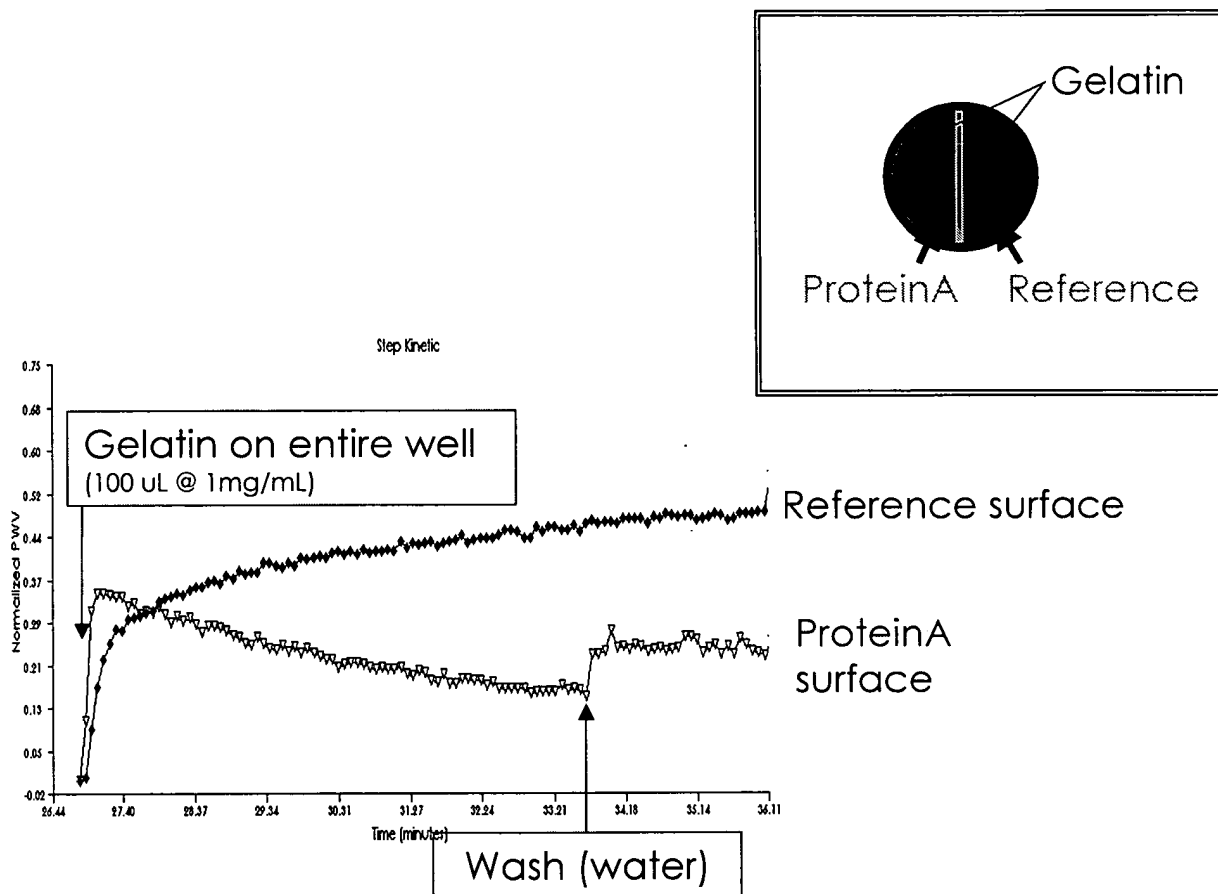 Gelatin
ProteinA Reference
Step Kinetic
0.75
0.68
0.60
0.52
0.44
0.37
0.29
0.21
0.13
0.05
-0.02
Normalized PWV
Gelatin on entire well
(100 uL @ 1mg/mL)
Reference surface
ProteinA
surface
26.44 27.40 28.37 29.34 30.31 31.27 32.24 33.21 34.18 35.14 36.11
Time (minutes)
Wash (water)